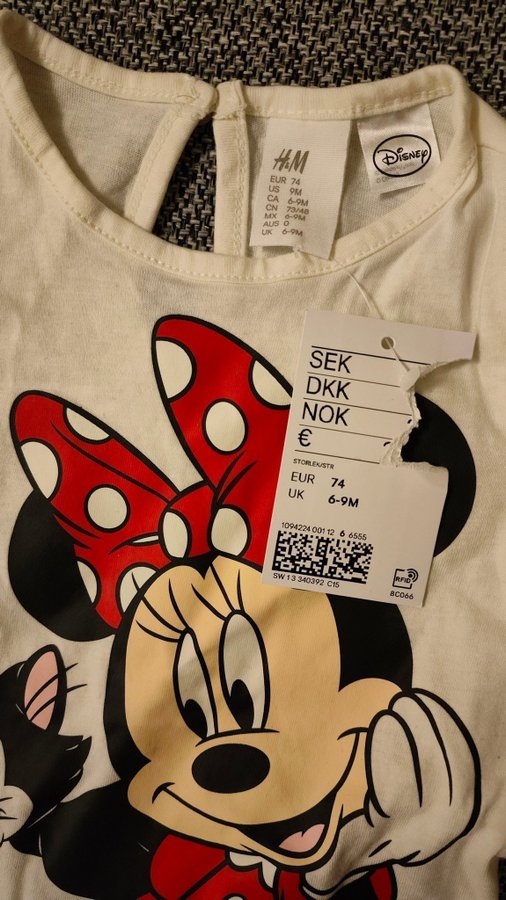 H&M
EUR 74
US 9M
CA 6-9M
CN 73/48
MX 6-9M
AUS 0
UK 6-9M
Disney
SEK
DKK
NOK
€
STORLEK/STR
EUR 74
UK 6-9M
1094224 001 12 6 6555
SW 1 3 340392 C15
RFID
8C066